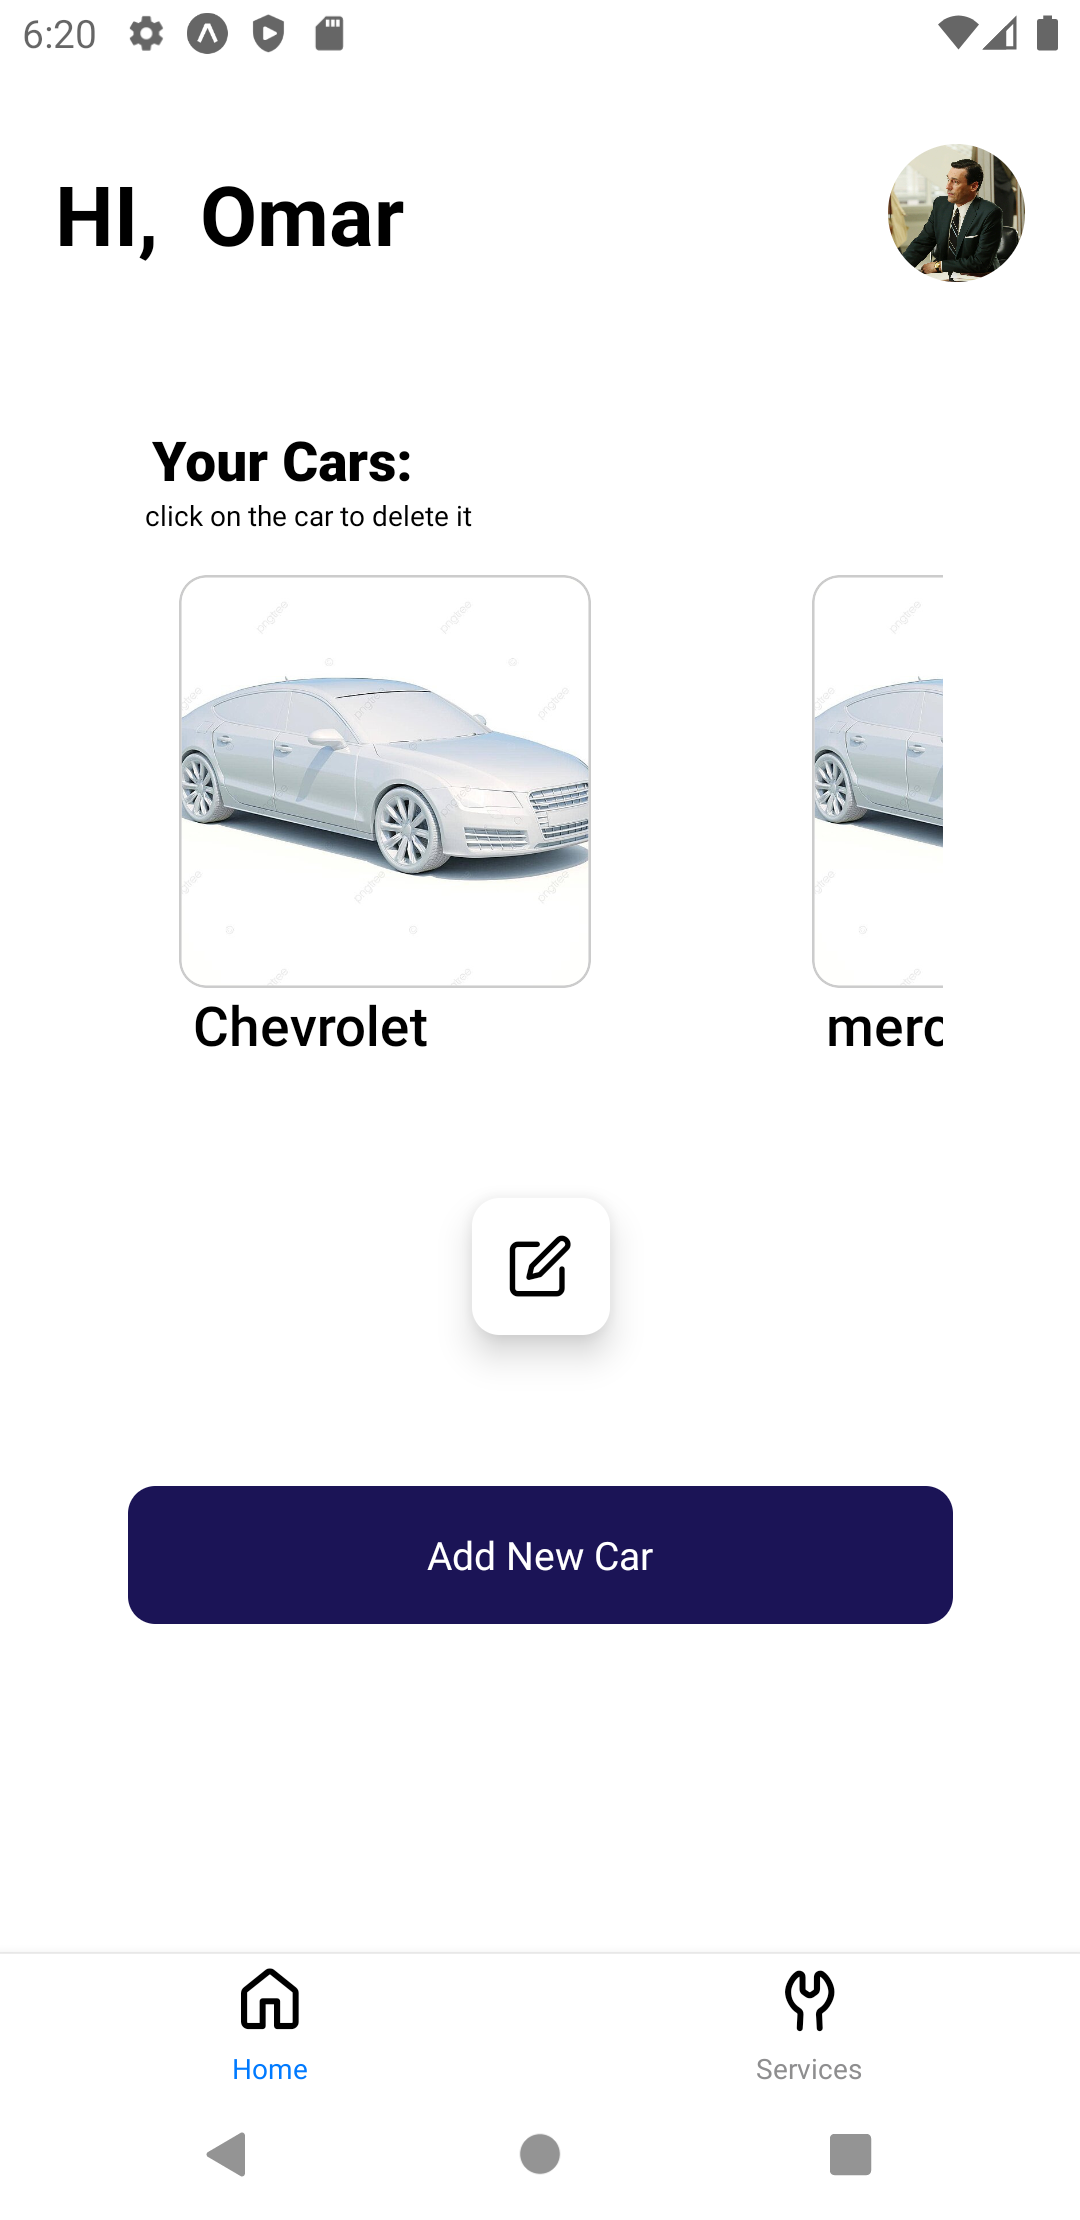 6:20
HI, Omar
Your Cars:
click on the car to delete it
pngtree
Chevrolet
merc
Add New Car
Home
Services